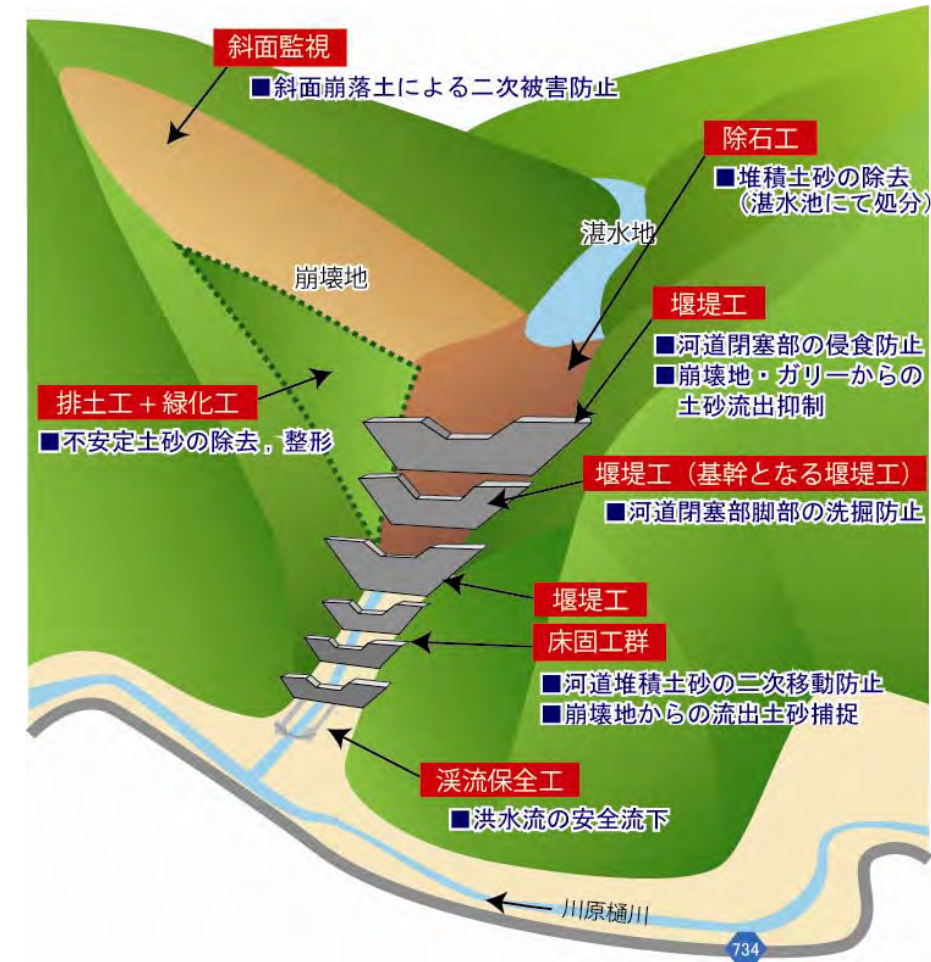 斜面監視
■斜面崩落土による二次被害防止
除石工
■堆積土砂の除去
(湛水池にて処分)
湛水地
崩壊地
堰堤工
■河道閉塞部の侵食防止
■崩壊地・ガリーからの
土砂流出抑制
排土工+緑化工
■不安定土砂の除去,整形
堰堤工(基幹となる堰堤工)
■河道閉塞部脚部の洗掘防止
堰堤工
床固工群
■河道堆積土砂の二次移動防止
■崩壊地からの流出土砂捕捉
渓流保全工
■洪水流の安全流下
川原樋川
734